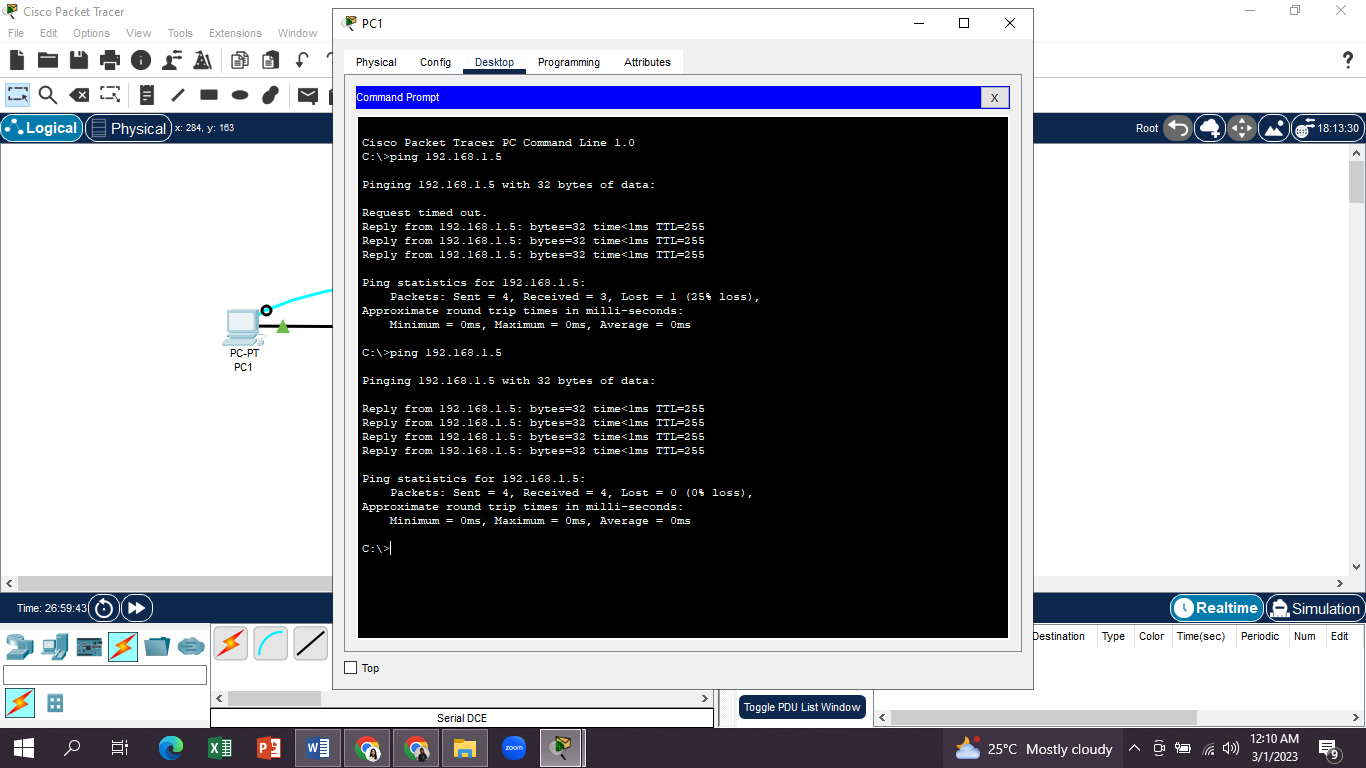 Cisco Packet Tracer
File Edit Options View Tools Extensions Window
PC1
Physical Config Desktop Programming Attributes
Command Prompt
X
Logical
Physical
x: 284, y: 163
Root
18:13:30
Cisco Packet Tracer PC Command Line 1.0
C:\>ping 192.168.1.5
Pinging 192.168.1.5 with 32 bytes of data:
Request timed out.
Reply from 192.168.1.5: bytes=32 time<1ms TTL=255
Reply from 192.168.1.5: bytes=32 time<1ms TTL=255
Reply from 192.168.1.5: bytes=32 time<1ms TTL=255
Ping statistics for 192.168.1.5:
Packets: Sent = 4, Received = 3, Lost = 1 (25% loss),
Approximate round trip times in milli-seconds:
Minimum = 0ms, Maximum = 0ms, Average = 0ms
C:\>ping 192.168.1.5
Pinging 192.168.1.5 with 32 bytes of data:
Reply from 192.168.1.5: bytes=32 time<1ms TTL=255
Reply from 192.168.1.5: bytes=32 time<1ms TTL=255
Reply from 192.168.1.5: bytes=32 time<1ms TTL=255
Reply from 192.168.1.5: bytes=32 time<1ms TTL=255
Ping statistics for 192.168.1.5:
Packets: Sent = 4, Received = 4, Lost = 0 (0% loss),
Approximate round trip times in milli-seconds:
Minimum = 0ms, Maximum = 0ms, Average = 0ms
C:\>
PC-PT
PC1
Top
Time: 26:59:43
Realtime
Simulation
Destination Type Color Time(sec) Periodic Num Edit
Toggle PDU List Window
Serial DCE
zoom
25°C Mostly cloudy
12:10 AM
3/1/2023
9